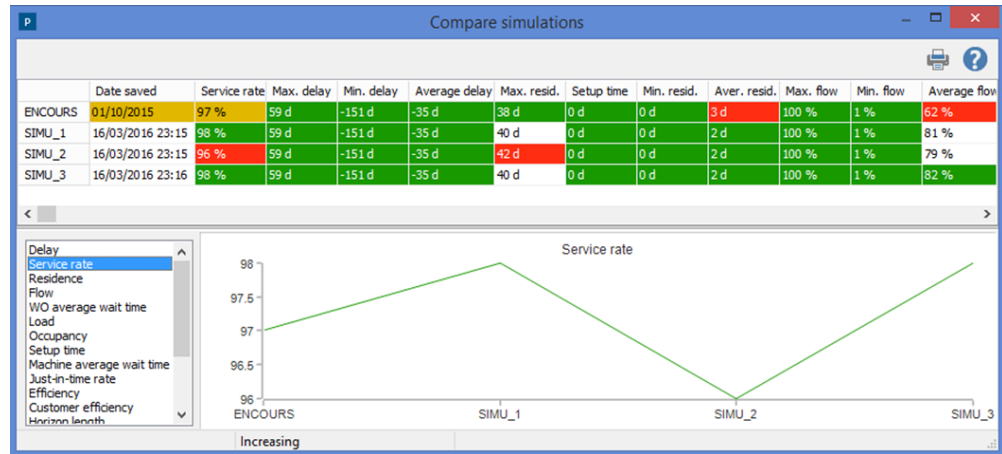 P Compare simulations
Date saved Service rate Max. delay Min. delay Average delay Max. resid. Setup time Min. resid. Aver. resid. Max. flow Min. flow Average flow
ENCOURS 01/10/2015 97 % 59 d -151 d -35 d 38 d 0 d 0 d 3 d 100 % 1 % 62 %
SIMU_1 16/03/2016 23:15 98 % 59 d -151 d -35 d 40 d 0 d 0 d 2 d 100 % 1 % 81 %
SIMU_2 16/03/2016 23:15 96 % 59 d -151 d -35 d 42 d 0 d 0 d 2 d 100 % 1 % 79 %
SIMU_3 16/03/2016 23:16 98 % 59 d -151 d -35 d 40 d 0 d 0 d 2 d 100 % 1 % 82 %
Delay
Service rate
Residence
Flow
WO average wait time
Load
Occupancy
Setup time
Machine average wait time
Just-in-time rate
Efficiency
Customer efficiency
Horizon length
Service rate
98
97.5
97
96.5
96
ENCOURS SIMU_1 SIMU_2 SIMU_3
Increasing